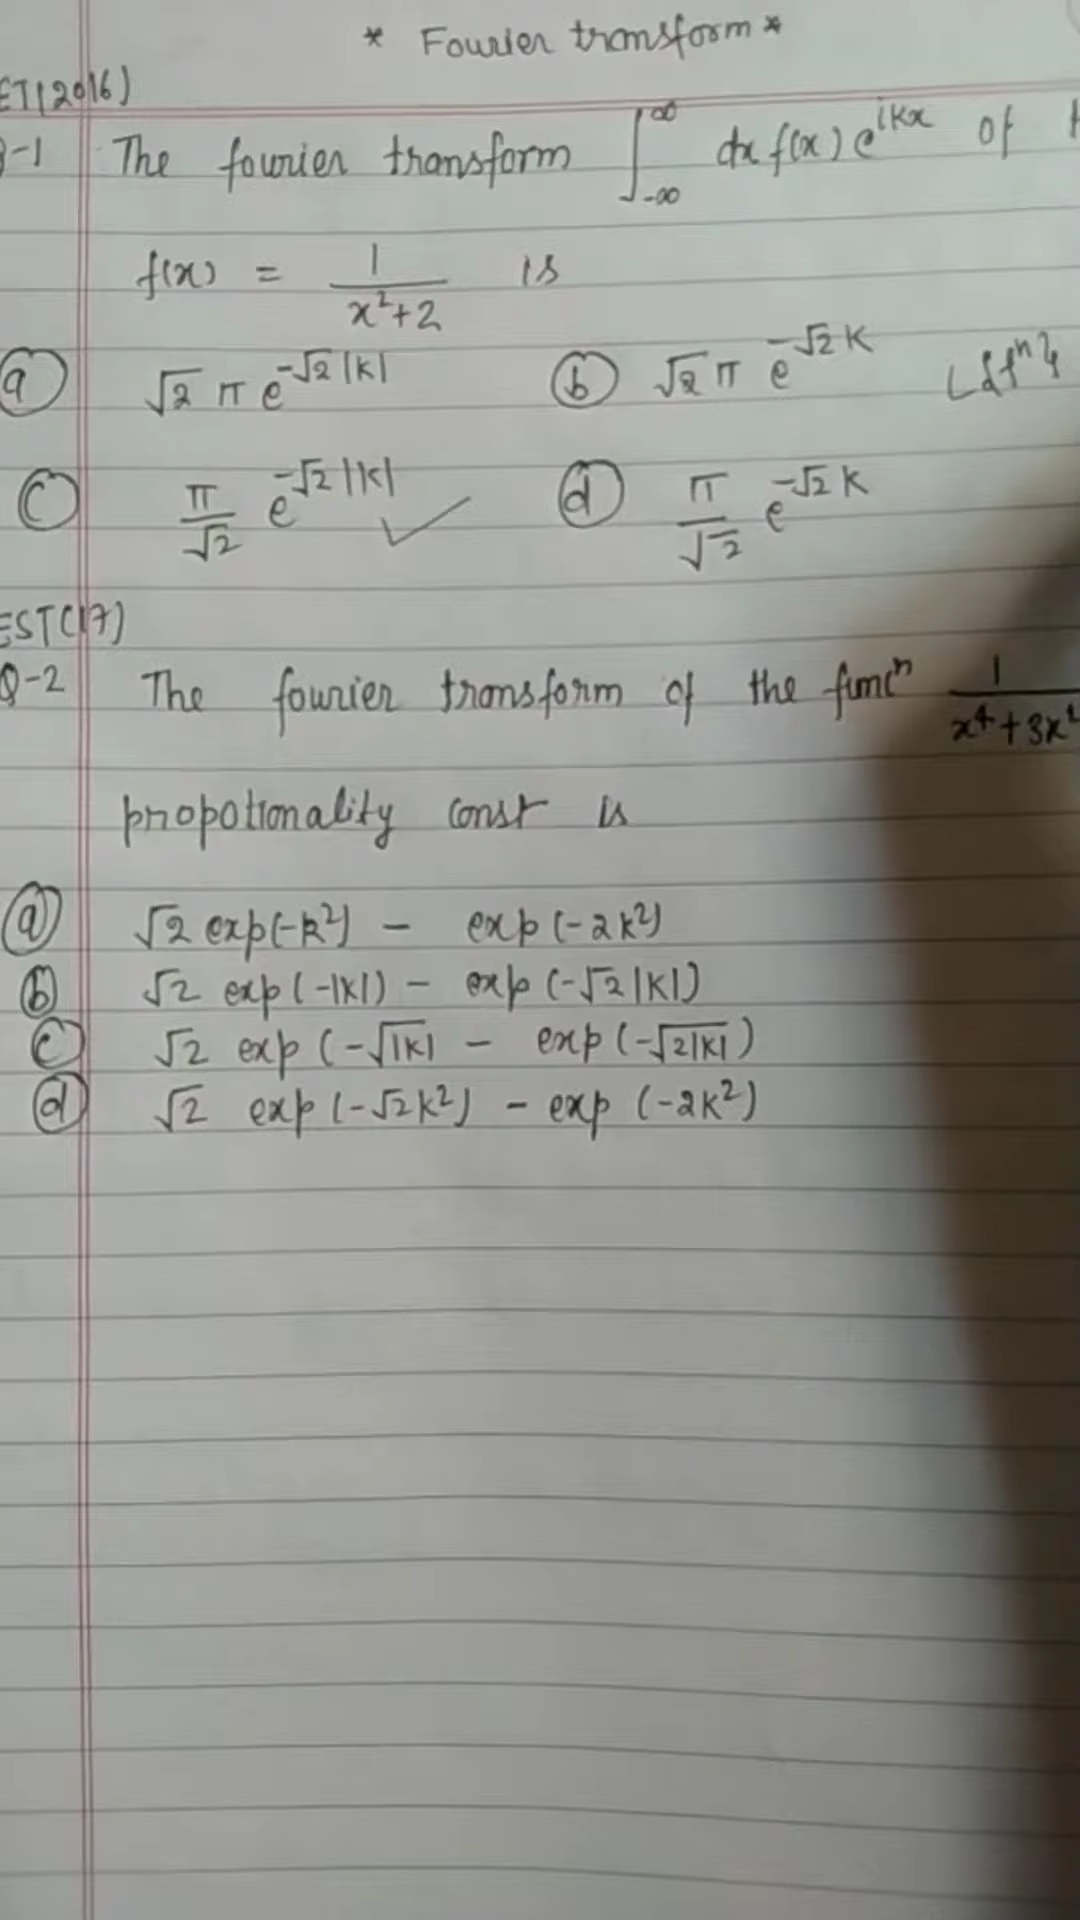 * Fourier transform *
ET(2016)
-1 The fourier transform ∫_{-∞}^{∞} dx f(x) e^{ikx} of
f(x) = 1/(x²+2) is
(a) √2 π e^{-√2|k|} (b) √2 π e^{-√2k}
(c) π/√2 e^{-√2|k|} ✓ (d) π/√2 e^{-√2k}
EST(17)
Q-2 The fourier transform of the funcⁿ 1/(x⁴+3x²
propotionality const is
(a) √2 exp(-k²) - exp(-2k²)
(b) √2 exp(-|k|) - exp(-√2|k|)
(c) √2 exp(-√|k| - exp(-√2|k|)
(d) √2 exp(-√2k²) - exp(-2k²)